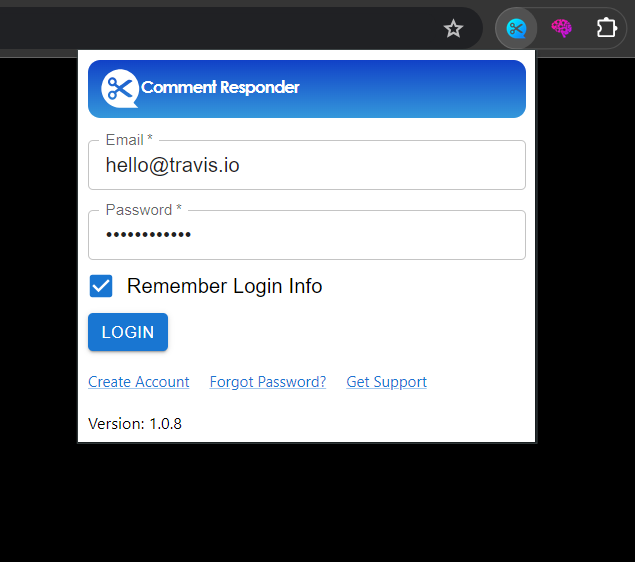 Comment Responder
Email *
hello@travis.io
Password *
••••••••••••
Remember Login Info
LOGIN
Create Account Forgot Password? Get Support
Version: 1.0.8